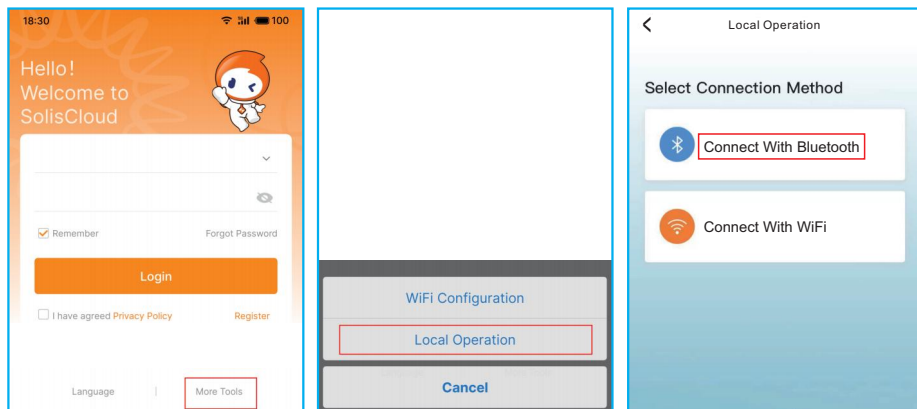 18:30
100
Hello!
Welcome to
SolisCloud
Remember
Forgot Password
Login
I have agreed Privacy Policy
Register
Language
More Tools
WiFi Configuration
Local Operation
Cancel
Local Operation
Select Connection Method
Connect With Bluetooth
Connect With WiFi